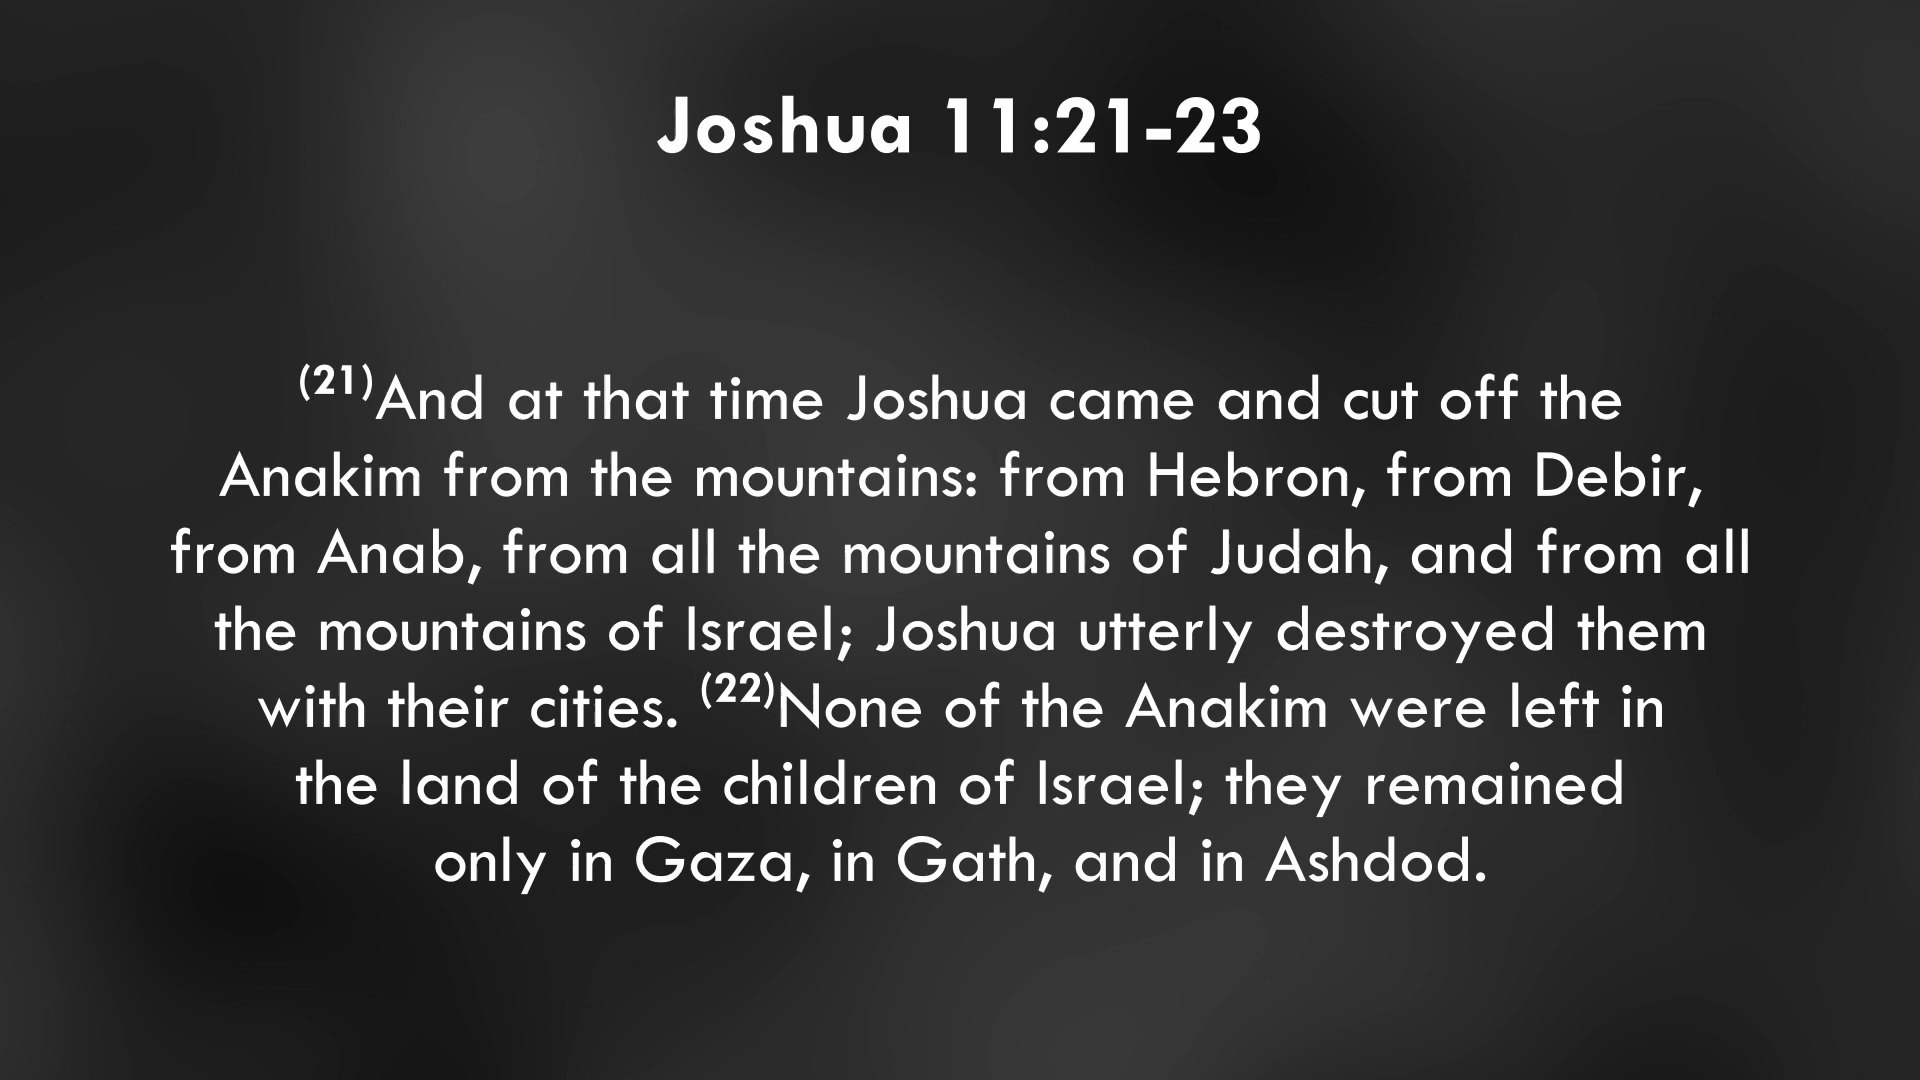 Joshua 11:21-23
(21)And at that time Joshua came and cut off the
Anakim from the mountains: from Hebron, from Debir,
from Anab, from all the mountains of Judah, and from all
the mountains of Israel; Joshua utterly destroyed them
with their cities. (22)None of the Anakim were left in
the land of the children of Israel; they remained
only in Gaza, in Gath, and in Ashdod.